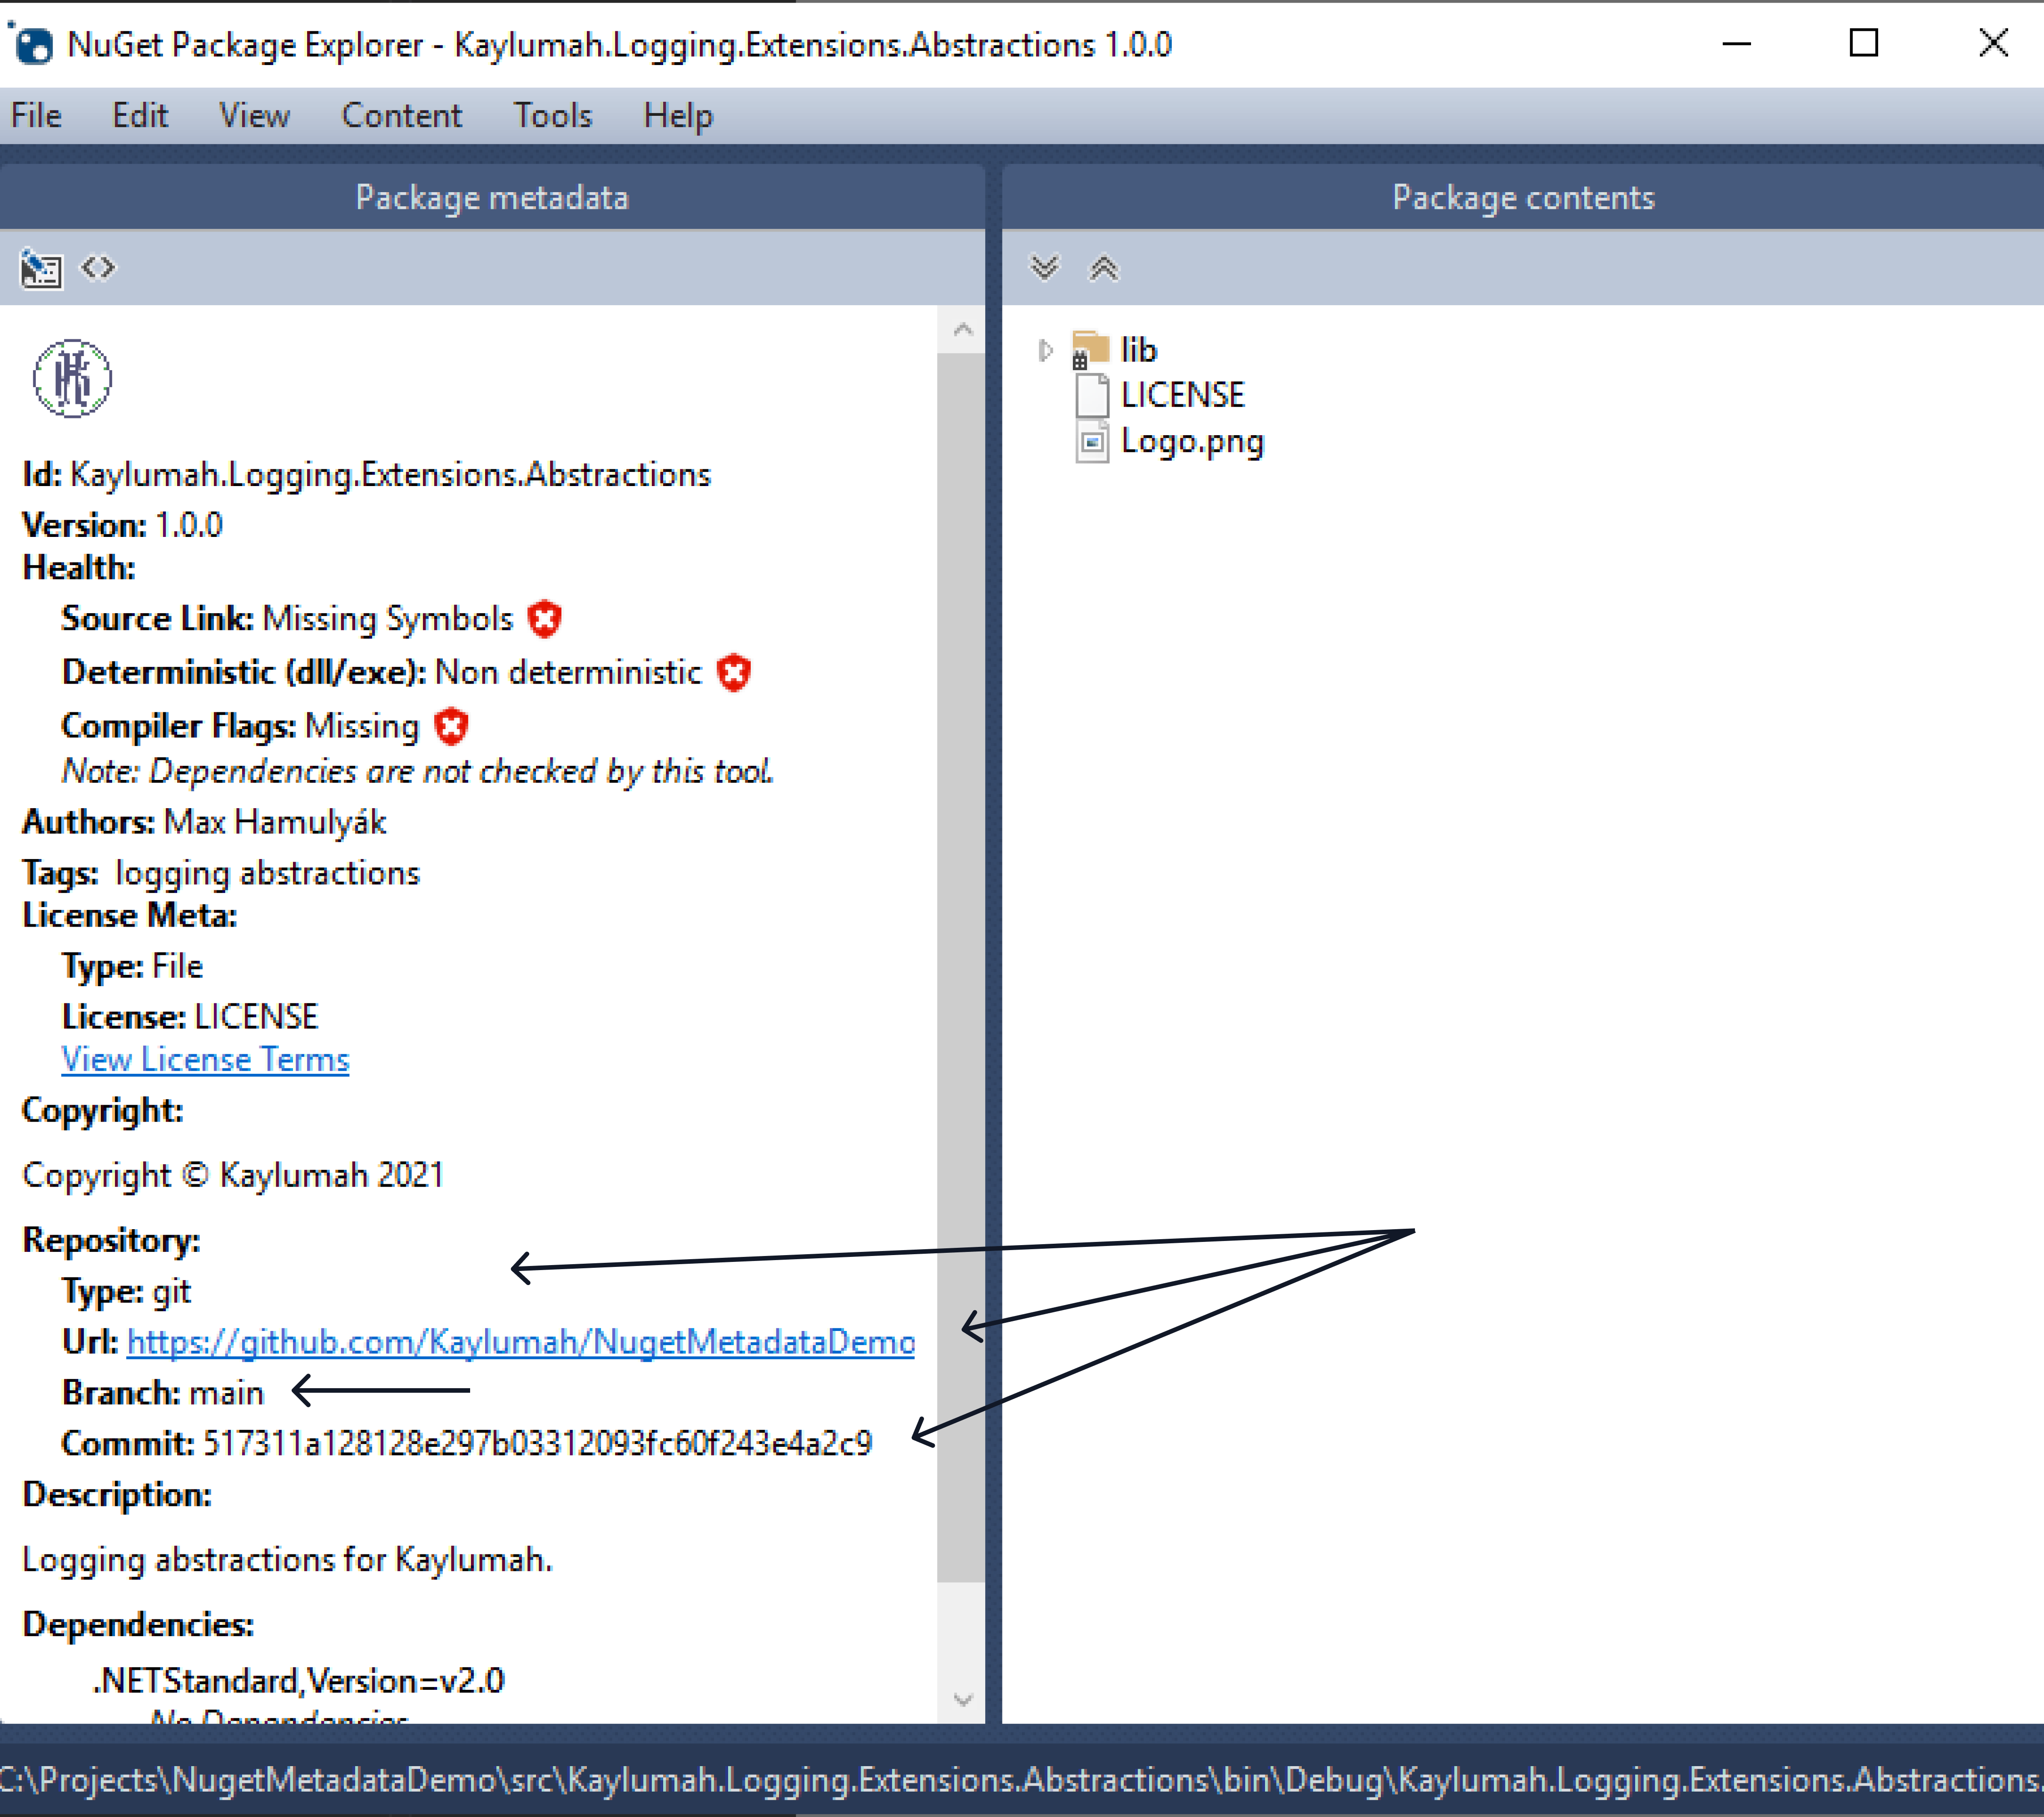 NuGet Package Explorer - Kaylumah.Logging.Extensions.Abstractions 1.0.0
File Edit View Content Tools Help
Package metadata
Id: Kaylumah.Logging.Extensions.Abstractions
Version: 1.0.0
Health:
Source Link: Missing Symbols
Deterministic (dll/exe): Non deterministic
Compiler Flags: Missing
Note: Dependencies are not checked by this tool.
Authors: Max Hamulyák
Tags: logging abstractions
License Meta:
Type: File
License: LICENSE
View License Terms
Copyright:
Copyright © Kaylumah 2021
Repository:
Type: git
Url: https://github.com/Kaylumah/NugetMetadataDemo
Branch: main
Commit: 517311a128128e297b03312093fc60f243e4a2c9
Description:
Logging abstractions for Kaylumah.
Dependencies:
.NETStandard,Version=v2.0
No Dependencies
Package contents
lib
LICENSE
Logo.png
C:\Projects\NugetMetadataDemo\src\Kaylumah.Logging.Extensions.Abstractions\bin\Debug\Kaylumah.Logging.Extensions.Abstractions.